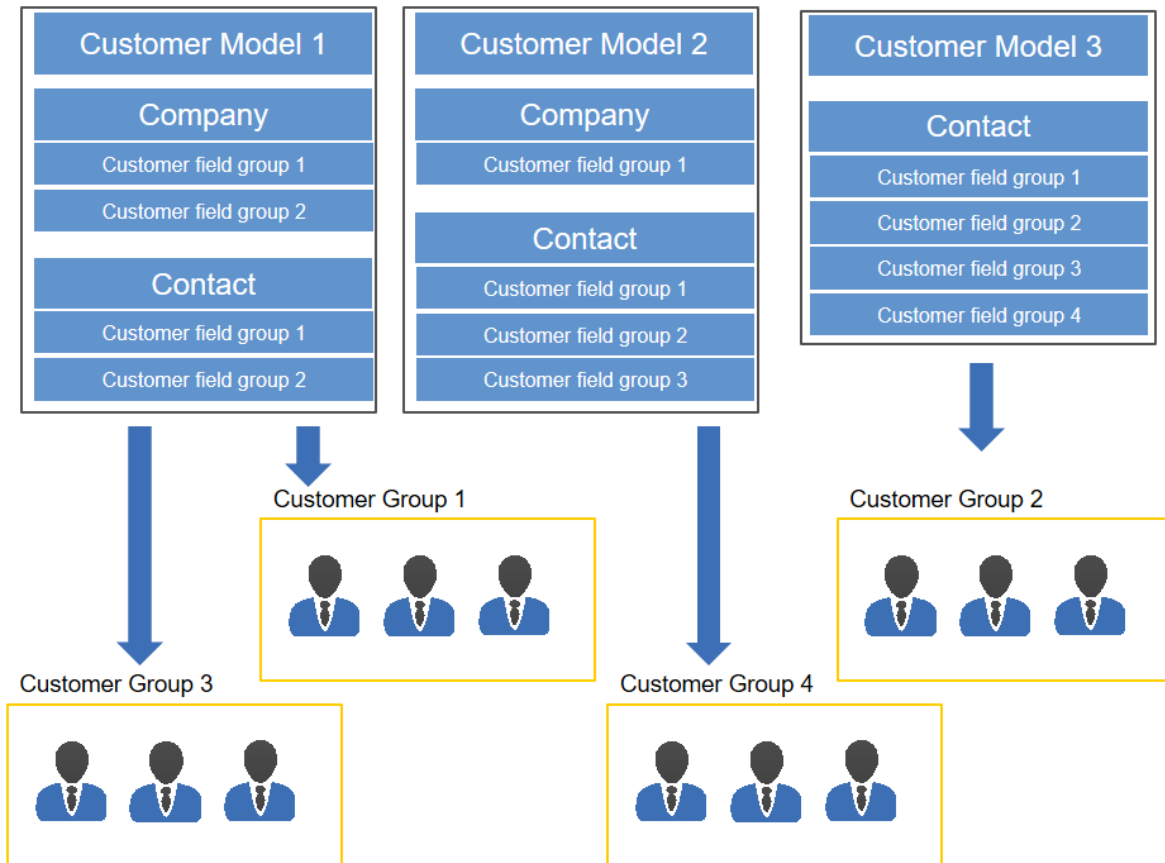 Customer Model 1
Company
Customer field group 1
Customer field group 2
Contact
Customer field group 1
Customer field group 2
Customer Model 2
Company
Customer field group 1
Contact
Customer field group 1
Customer field group 2
Customer field group 3
Customer Model 3
Contact
Customer field group 1
Customer field group 2
Customer field group 3
Customer field group 4
Customer Group 1
Customer Group 2
Customer Group 3
Customer Group 4